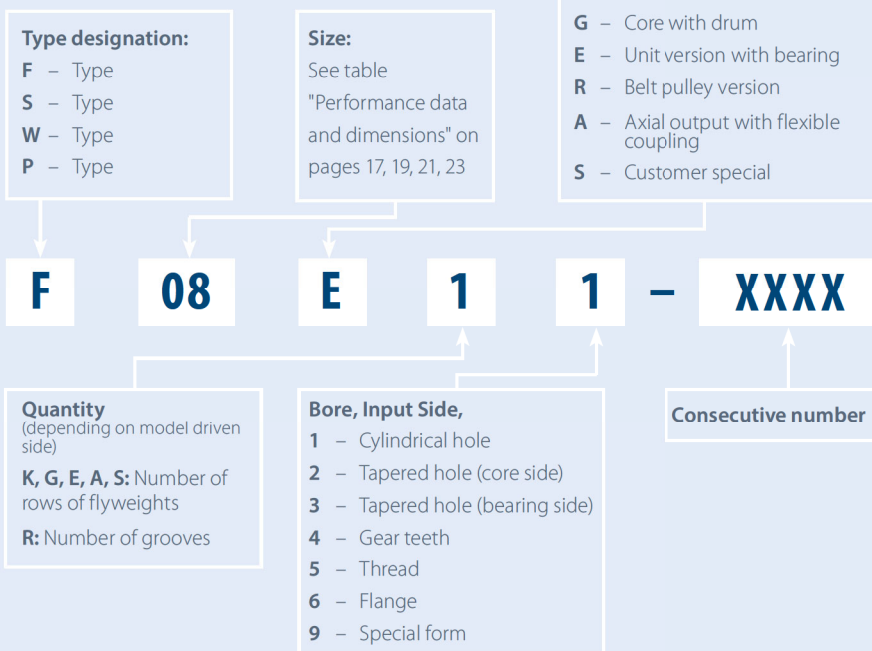 Type designation:
F – Type
S – Type
W – Type
P – Type
Size:
See table
"Performance data
and dimensions" on
pages 17, 19, 21, 23
G – Core with drum
E – Unit version with bearing
R – Belt pulley version
A – Axial output with flexible
coupling
S – Customer special
F 08 E 1 1 – XXXX
Quantity
(depending on model driven
side)
K, G, E, A, S: Number of
rows of flyweights
R: Number of grooves
Bore, Input Side,
1 – Cylindrical hole
2 – Tapered hole (core side)
3 – Tapered hole (bearing side)
4 – Gear teeth
5 – Thread
6 – Flange
9 – Special form
Consecutive number